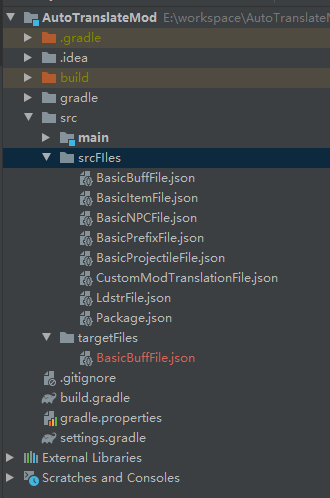 AutoTranslateMod E:\workspace\AutoTranslateM
.gradle
.idea
build
gradle
src
main
srcFIles
BasicBuffFile.json
BasicItemFile.json
BasicNPCFile.json
BasicPrefixFile.json
BasicProjectileFile.json
CustomModTranslationFile.json
LdstrFile.json
Package.json
targetFiles
BasicBuffFile.json
.gitignore
build.gradle
gradle.properties
settings.gradle
External Libraries
Scratches and Consoles